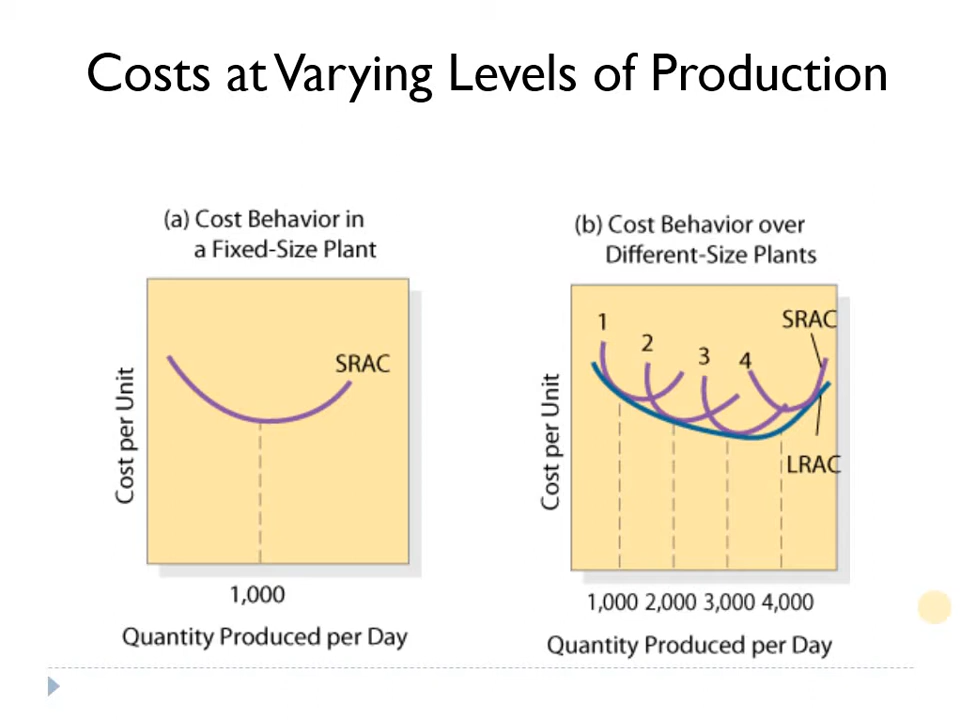 Costs at Varying Levels of Production
(a) Cost Behavior in
a Fixed-Size Plant
Cost per Unit
SRAC
1,000
Quantity Produced per Day
(b) Cost Behavior over
Different-Size Plants
Cost per Unit
1
2
3
4
SRAC
LRAC
1,000 2,000 3,000 4,000
Quantity Produced per Day